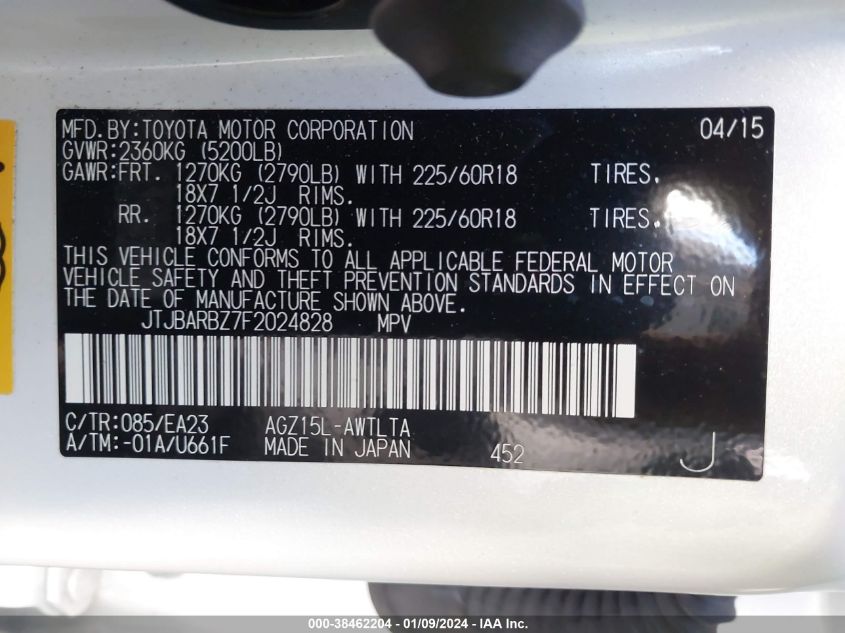 MFD. BY: TOYOTA MOTOR CORPORATION 04/15
GVWR: 2360KG (5200LB)
GAWR: FRT. 1270KG (2790LB) WITH 225/60R18 TIRES.
18X7 1/2J RIMS.
RR. 1270KG (2790LB) WITH 225/60R18 TIRES.
18X7 1/2J RIMS.
THIS VEHICLE CONFORMS TO ALL APPLICABLE FEDERAL MOTOR
VEHICLE SAFETY AND THEFT PREVENTION STANDARDS IN EFFECT ON
THE DATE OF MANUFACTURE SHOWN ABOVE.
JTJBARBZ7F2024828 MPV
C/TR: 085/EA23 AGZ15L-AWTLTA
A/TM: -01A/U661F MADE IN JAPAN 452 J
000-38462204 - 01/09/2024 - IAA Inc.